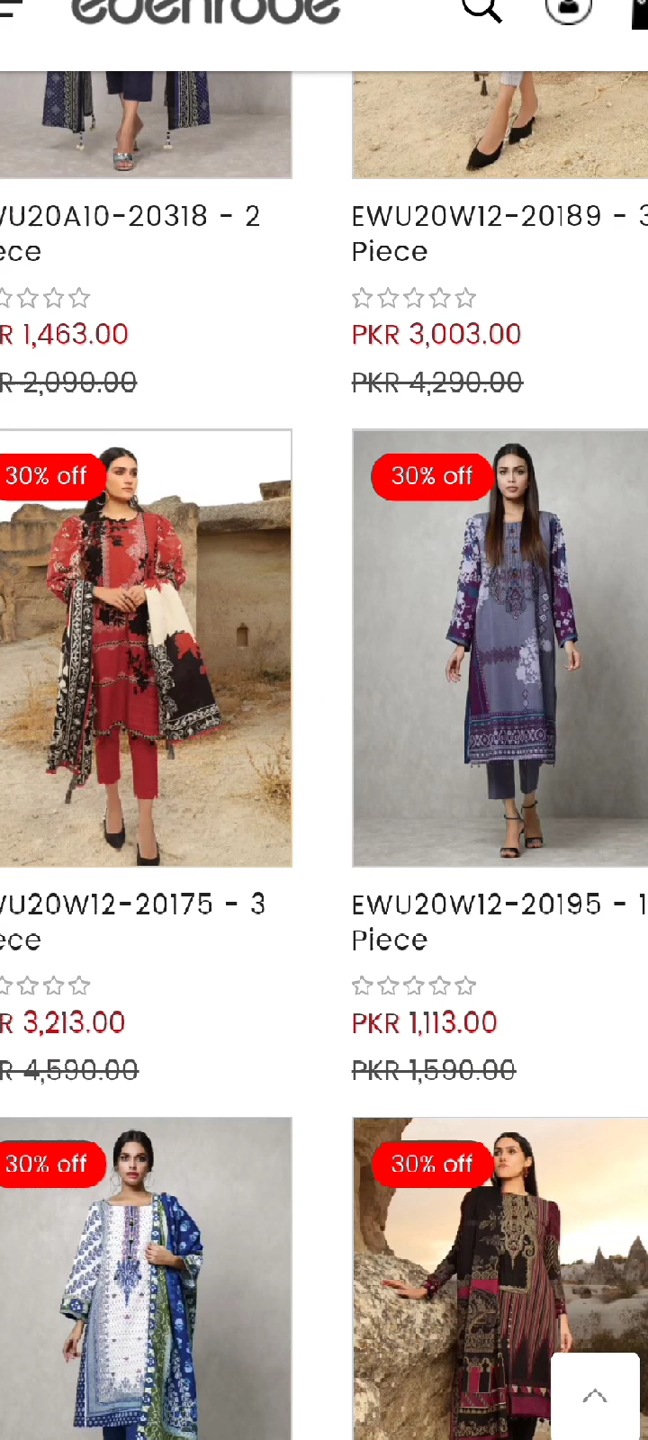 edenrobe
WU20A10-20318 - 2
ece
R 1,463.00
R 2,090.00
EWU20W12-20189 - 3
Piece
PKR 3,003.00
PKR 4,290.00
30% off
30% off
WU20W12-20175 - 3
ece
R 3,213.00
R 4,590.00
EWU20W12-20195 - 1
Piece
PKR 1,113.00
PKR 1,590.00
30% off
30% off